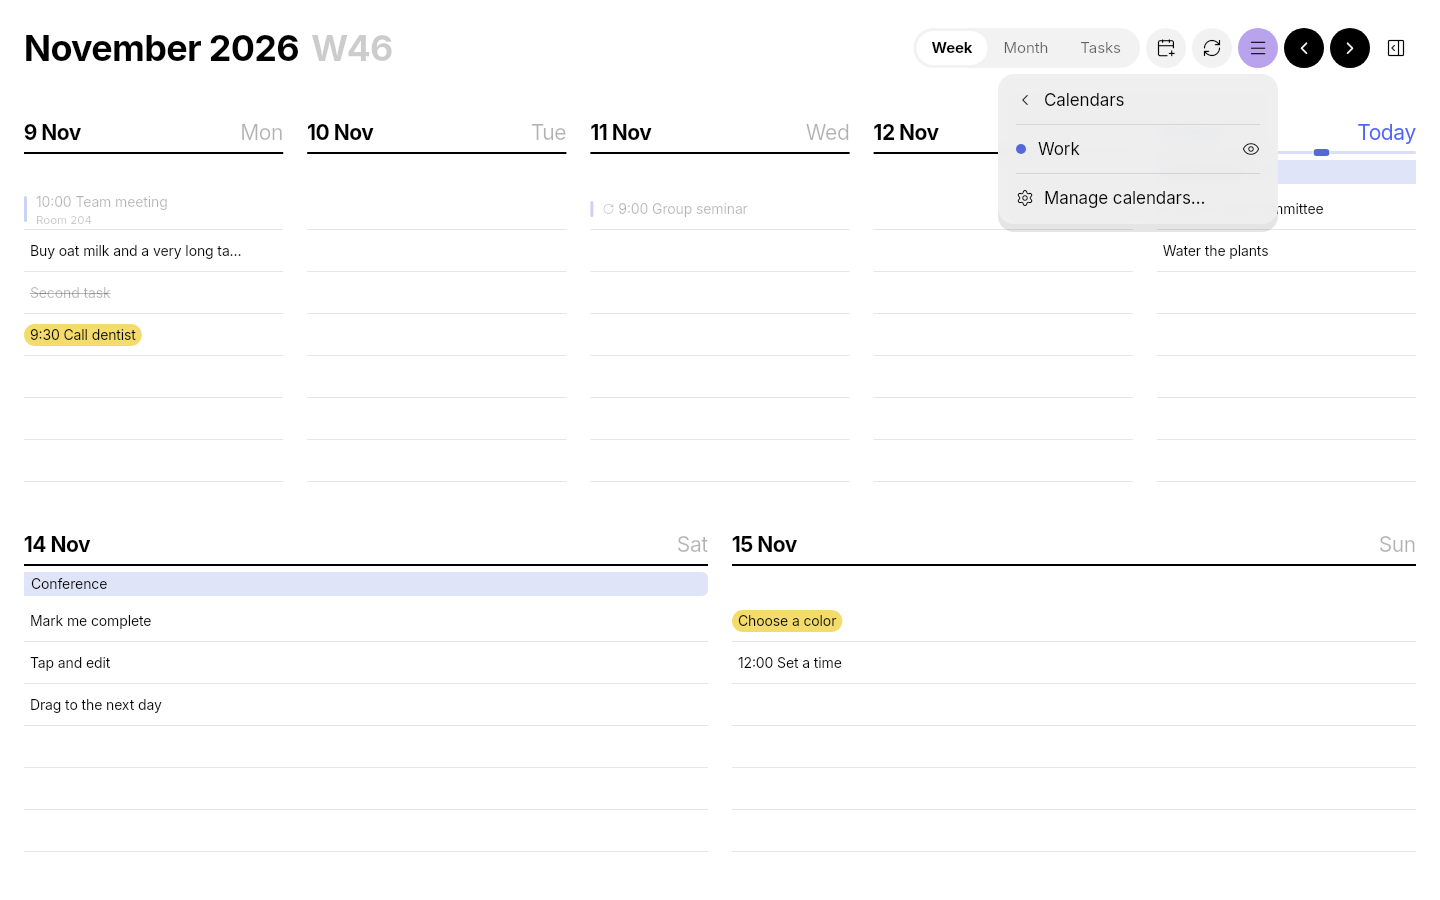 November 2026 W46
Week Month Tasks
Calendars
Work
Manage calendars...
9 Nov Mon
10:00 Team meeting
Room 204
Buy oat milk and a very long ta...
Second task
9:30 Call dentist
10 Nov Tue
11 Nov Wed
9:00 Group seminar
12 Nov
Today
Water the plants
14 Nov Sat
Conference
Mark me complete
Tap and edit
Drag to the next day
15 Nov Sun
Choose a color
12:00 Set a time